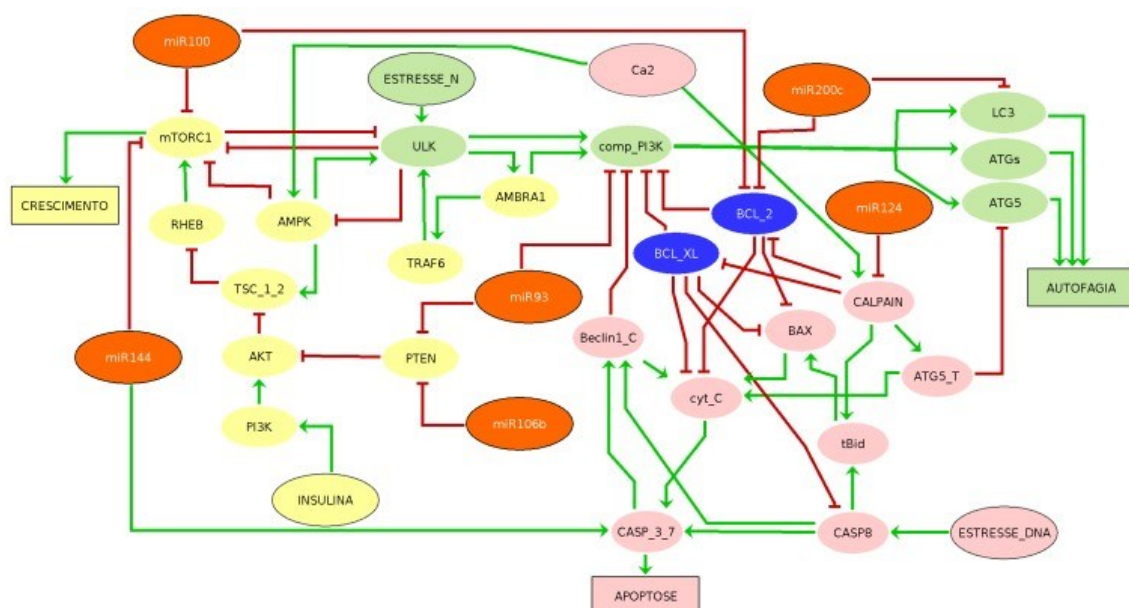 miR100
ESTRESSE_N
Ca2
miR200c
LC3
mTORC1
ULK
comp_PI3K
ATGs
AMBRA1
ATG5
CRESCIMENTO
RHEB
AMPK
BCL_2
miR124
TRAF6
BCL_XL
AUTOFAGIA
TSC_1_2
miR93
CALPAIN
Beclin1_C
BAX
miR144
AKT
PTEN
ATG5_T
cyt_C
PI3K
miR106b
tBid
INSULINA
CASP_3_7
CASP8
ESTRESSE_DNA
APOPTOSE